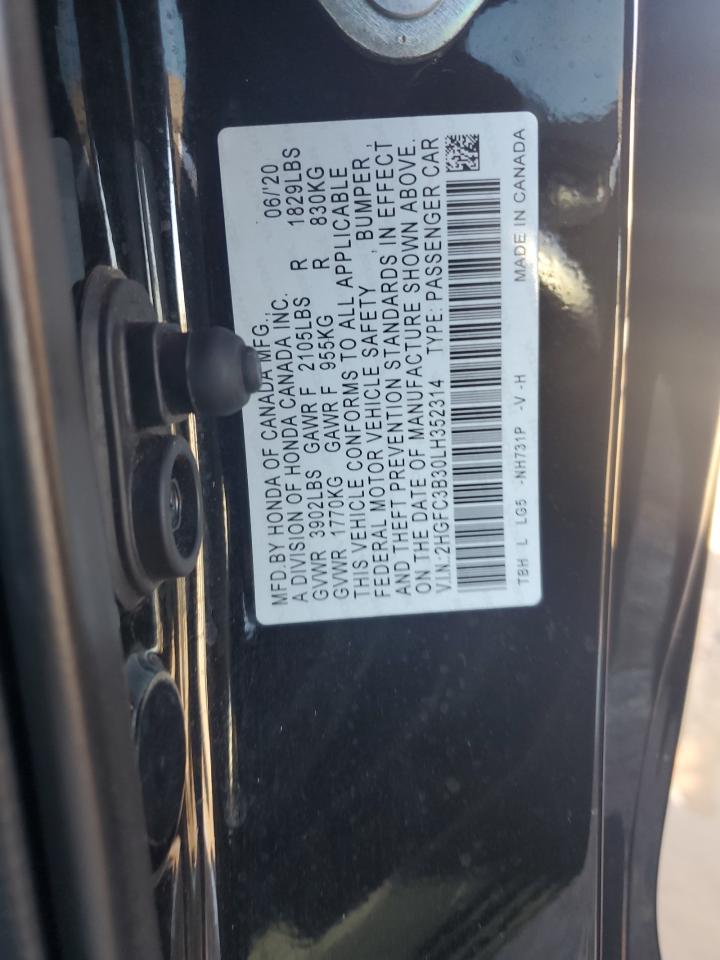 MFD.BY HONDA OF CANADA MFG., 06/'20
A DIVISION OF HONDA CANADA INC.
GVWR 3902LBS GAWR F 2105LBS R 1829LBS
GVWR 1770KG GAWR F 955KG R 830KG
THIS VEHICLE CONFORMS TO ALL APPLICABLE
FEDERAL MOTOR VEHICLE SAFETY , BUMPER ,
AND THEFT PREVENTION STANDARDS IN EFFECT
ON THE DATE OF MANUFACTURE SHOWN ABOVE.
V.I.N.:2HGFC3B30LH352314 TYPE: PASSENGER CAR
TBH L LG5 -NH731P -V -H MADE IN CANADA